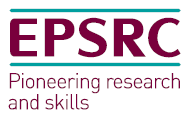 EPSRC
Pioneering research
and skills